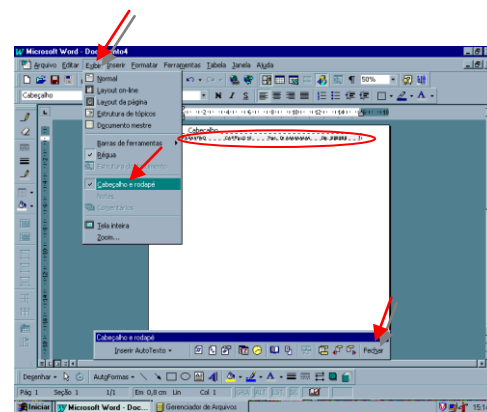 Microsoft Word - Documento4
Arquivo Editar Exibir Inserir Formatar Ferramentas Tabela Janela Ajuda
50%
Cabeçalho
N I S
Normal
Layout on-line
Layout da página
Estrutura de tópicos
Documento mestre
Barras de ferramentas
Régua
Cabeçalho e rodapé
Notas
Comentários
Tela inteira
Zoom...
Cabeçalho
Cabeçalho e rodapé
Inserir AutoTexto
Fechar
Desenhar AutoFormas
Pág 1 Seção 1 1/1 Em 0,8 cm Lin Col 1
Iniciar Microsoft Word - Doc... Gerenciador de Arquivos